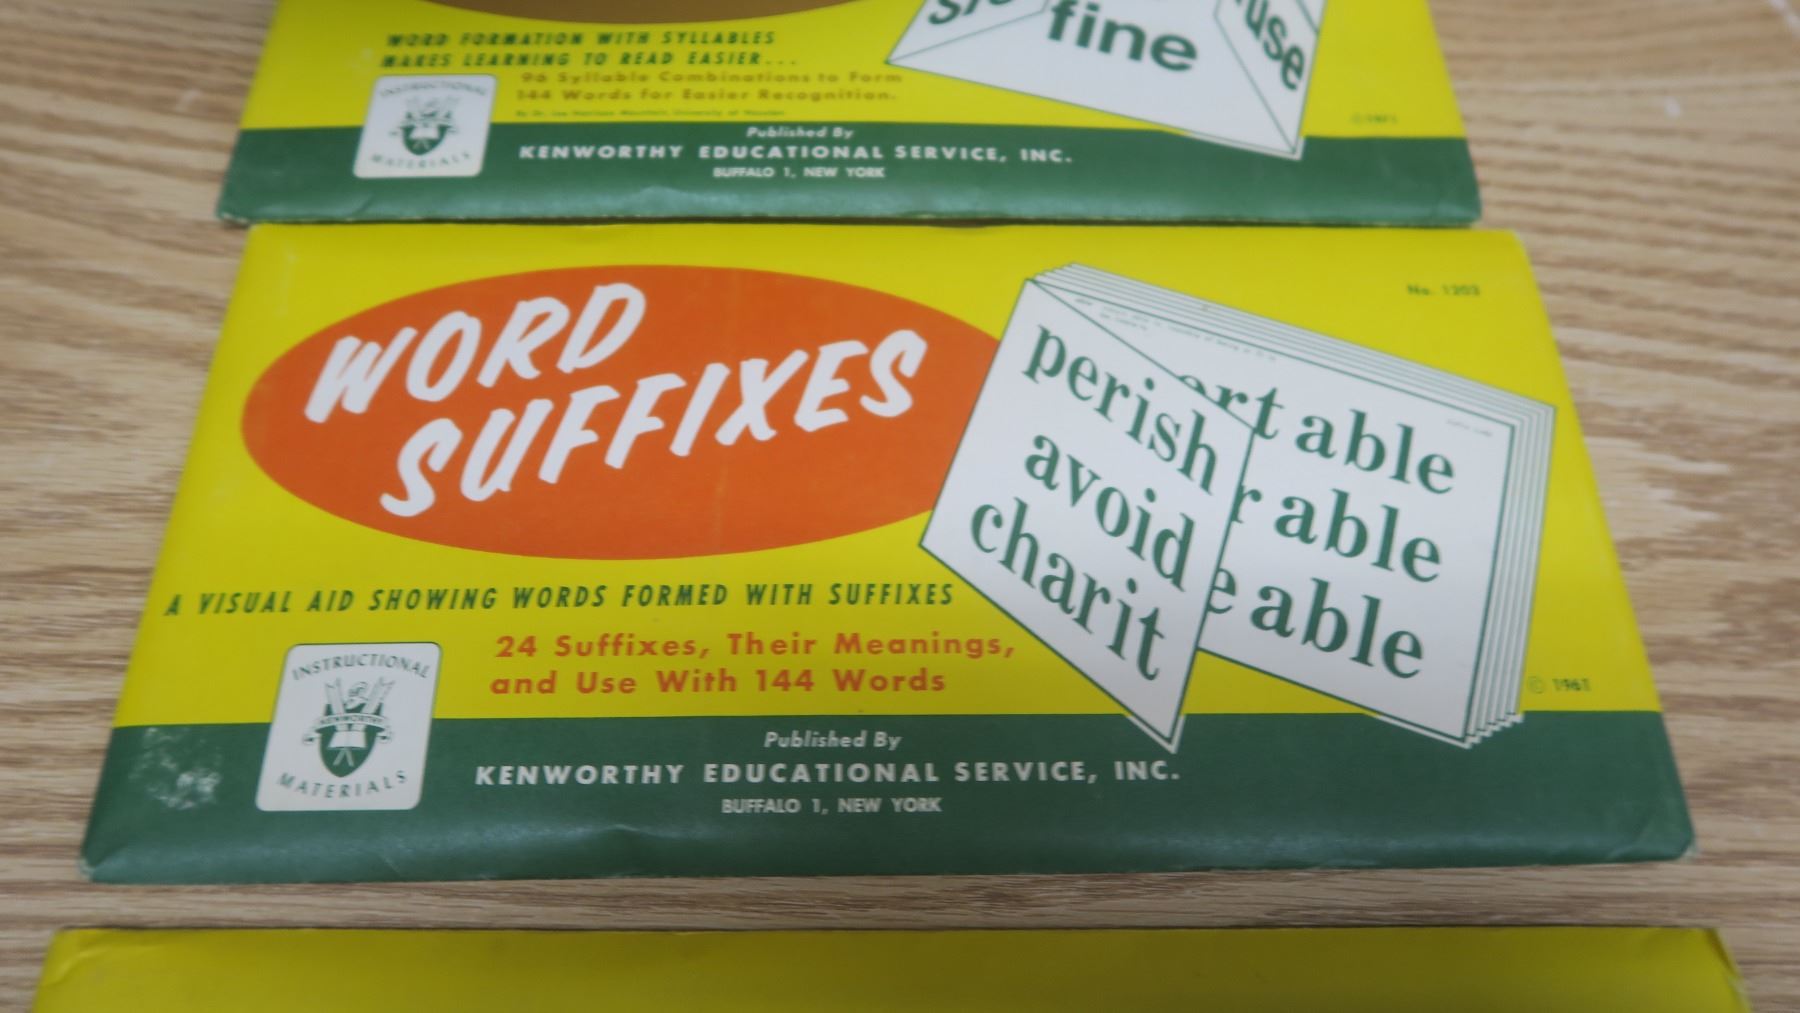 fine
use
WORD FORMATION WITH SYLLABLES
MAKES LEARNING TO READ EASIER...
96 Syllable Combinations to Form
144 Words for Easier Recognition.
INSTRUCTIONAL
MATERIALS
Published By
KENWORTHY EDUCATIONAL SERVICE, INC.
BUFFALO 1, NEW YORK
WORD
SUFFIXES
No. 1203
perish
avoid
charit
ort able
r able
e able
A VISUAL AID SHOWING WORDS FORMED WITH SUFFIXES
24 Suffixes, Their Meanings,
and Use With 144 Words
© 1961
INSTRUCTIONAL
KENWORTHY
MATERIALS
Published By
KENWORTHY EDUCATIONAL SERVICE, INC.
BUFFALO 1, NEW YORK